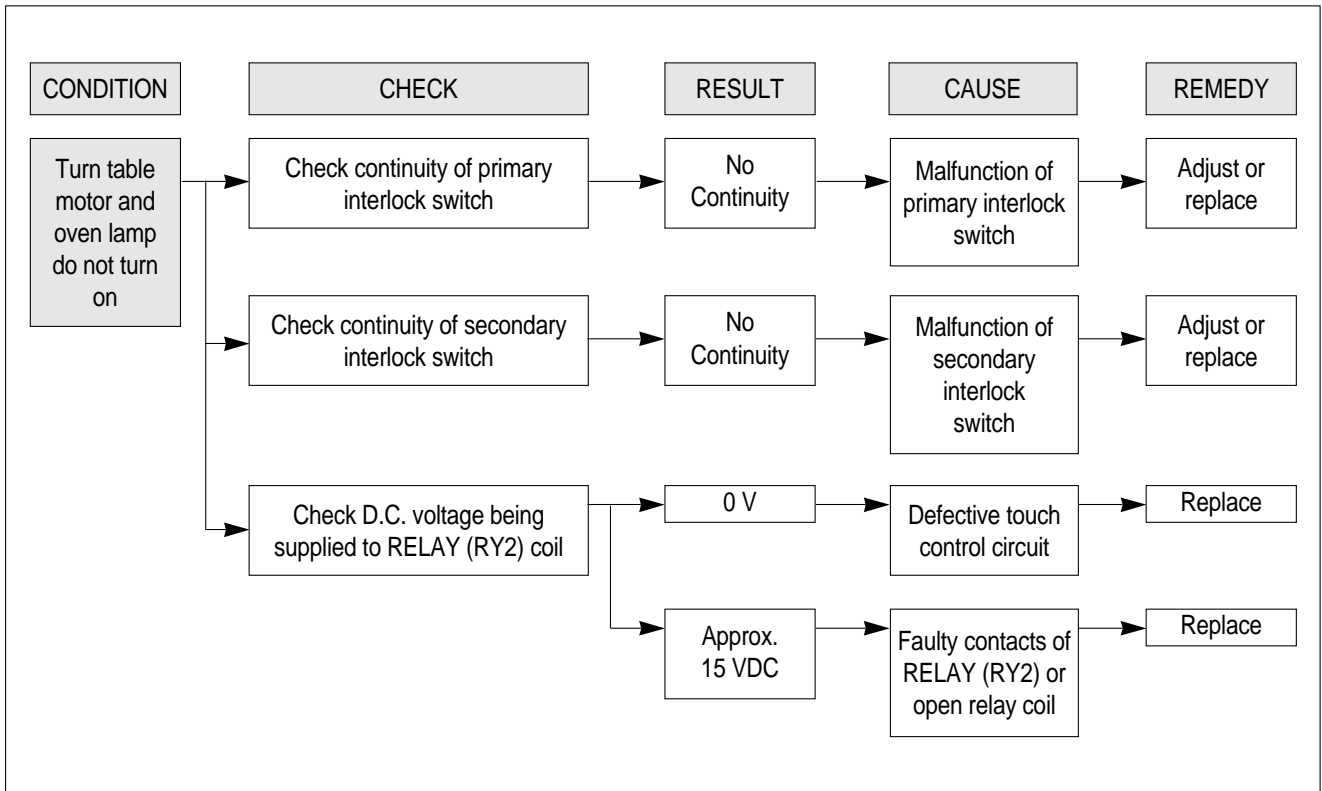 CONDITION
CHECK
RESULT
CAUSE
REMEDY
Turn table
motor and
oven lamp
do not turn
on
Check continuity of primary
interlock switch
No
Continuity
Malfunction of
primary interlock
switch
Adjust or
replace
Check continuity of secondary
interlock switch
No
Continuity
Malfunction of
secondary
interlock
switch
Adjust or
replace
Check D.C. voltage being
supplied to RELAY (RY2) coil
0 V
Defective touch
control circuit
Replace
Approx.
15 VDC
Faulty contacts of
RELAY (RY2) or
open relay coil
Replace